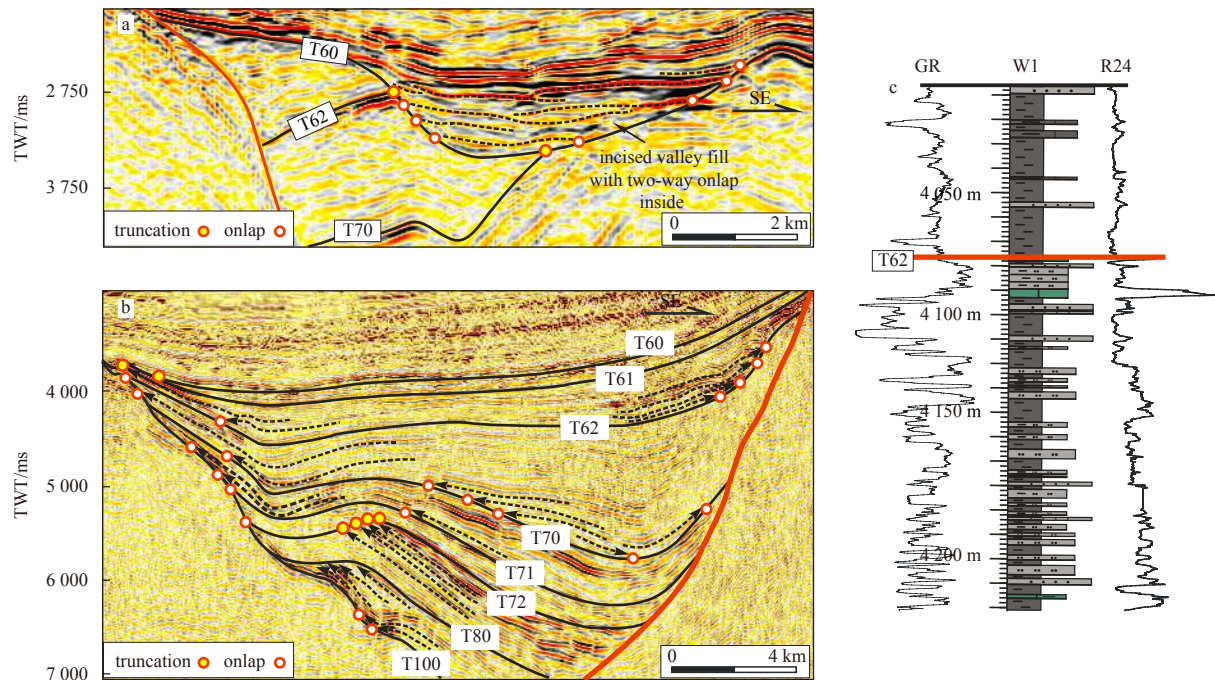 a
T60
2 750
TWT/ms
T62
SE
incised valley fill
with two-way onlap
inside
3 750
T70
truncation
onlap
0
2 km
b
SE
T60
4 000
T61
T62
TWT/ms
5 000
T70
T71
6 000
T72
T80
truncation
onlap
T100
0
4 km
7 000
GR
W1
R24
c
4 050 m
T62
4 100 m
4 150 m
4 200 m